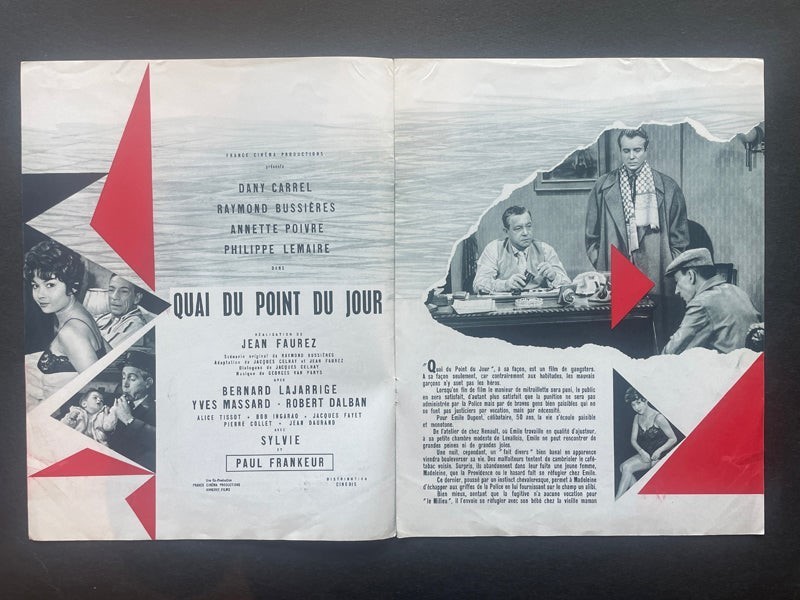 FRANCE CINÉMA PRODUCTIONS
présente
DANY CARREL
RAYMOND BUSSIÈRES
ANNETTE POIVRE
PHILIPPE LEMAIRE
DANS
QUAI DU POINT DU JOUR
RÉALISATION DE
JEAN FAUREZ
Scénario original de RAYMOND BUSSIÈRES
Adaptation de JACQUES CELHAY et JEAN FAUREZ
Dialogues de JACQUES CELHAY
Musique de GEORGES VAN PARYS
AVEC
BERNARD LAJARRIGE
YVES MASSARD - ROBERT DALBAN
ALICE TISSOT - BOB INGARAO - JACQUES FAYET
PIERRE COLLET - JEAN DAURAND
AVEC
SYLVIE
ET
PAUL FRANKEUR
Une Co-Production
FRANCE CINÉMA PRODUCTIONS
FILMS
DISTRIBUTION
CINÉDIS
"Quai du Point du Jour", à sa façon, est un film de gangsters.
A sa façon seulement, car contrairement aux habitudes, les mauvais
garçons n'y sont pas les héros.
Lorsqu'en fin de film le manieur de mitraillette sera puni, le public
en sera satisfait, d'autant plus satisfait que la punition ne sera pas
administrée par la Police mais par de braves gens bien paisibles qui ne
se font pas justiciers par vocation, mais par nécessité.
Pour Emile Dupont, célibataire, 50 ans, la vie s'écoule paisible
et monotone.
De l'atelier de chez Renault, où Emile travaille en qualité d'ajusteur,
à sa petite chambre modeste de Levallois, Emile ne peut rencontrer de
grandes peines ni de grandes joies.
Une nuit, cependant, un "fait divers" bien banal en apparence
viendra bouleverser sa vie. Des malfaiteurs tentent de cambrioler le café-
tabac voisin. Surpris, ils abandonnent dans leur fuite une jeune femme,
Madeleine, que la Providence ou le hasard fait se réfugier chez Emile.
Ce dernier, poussé par un instinct chevaleresque, permet à Madeleine
d'échapper aux griffes de la Police en lui fournissant sur le champ un alibi.
Bien mieux, sentant que la fugitive n'a aucune vocation pour
"le Milieu", il l'envoie se réfugier avec son bébé chez la vieille maman